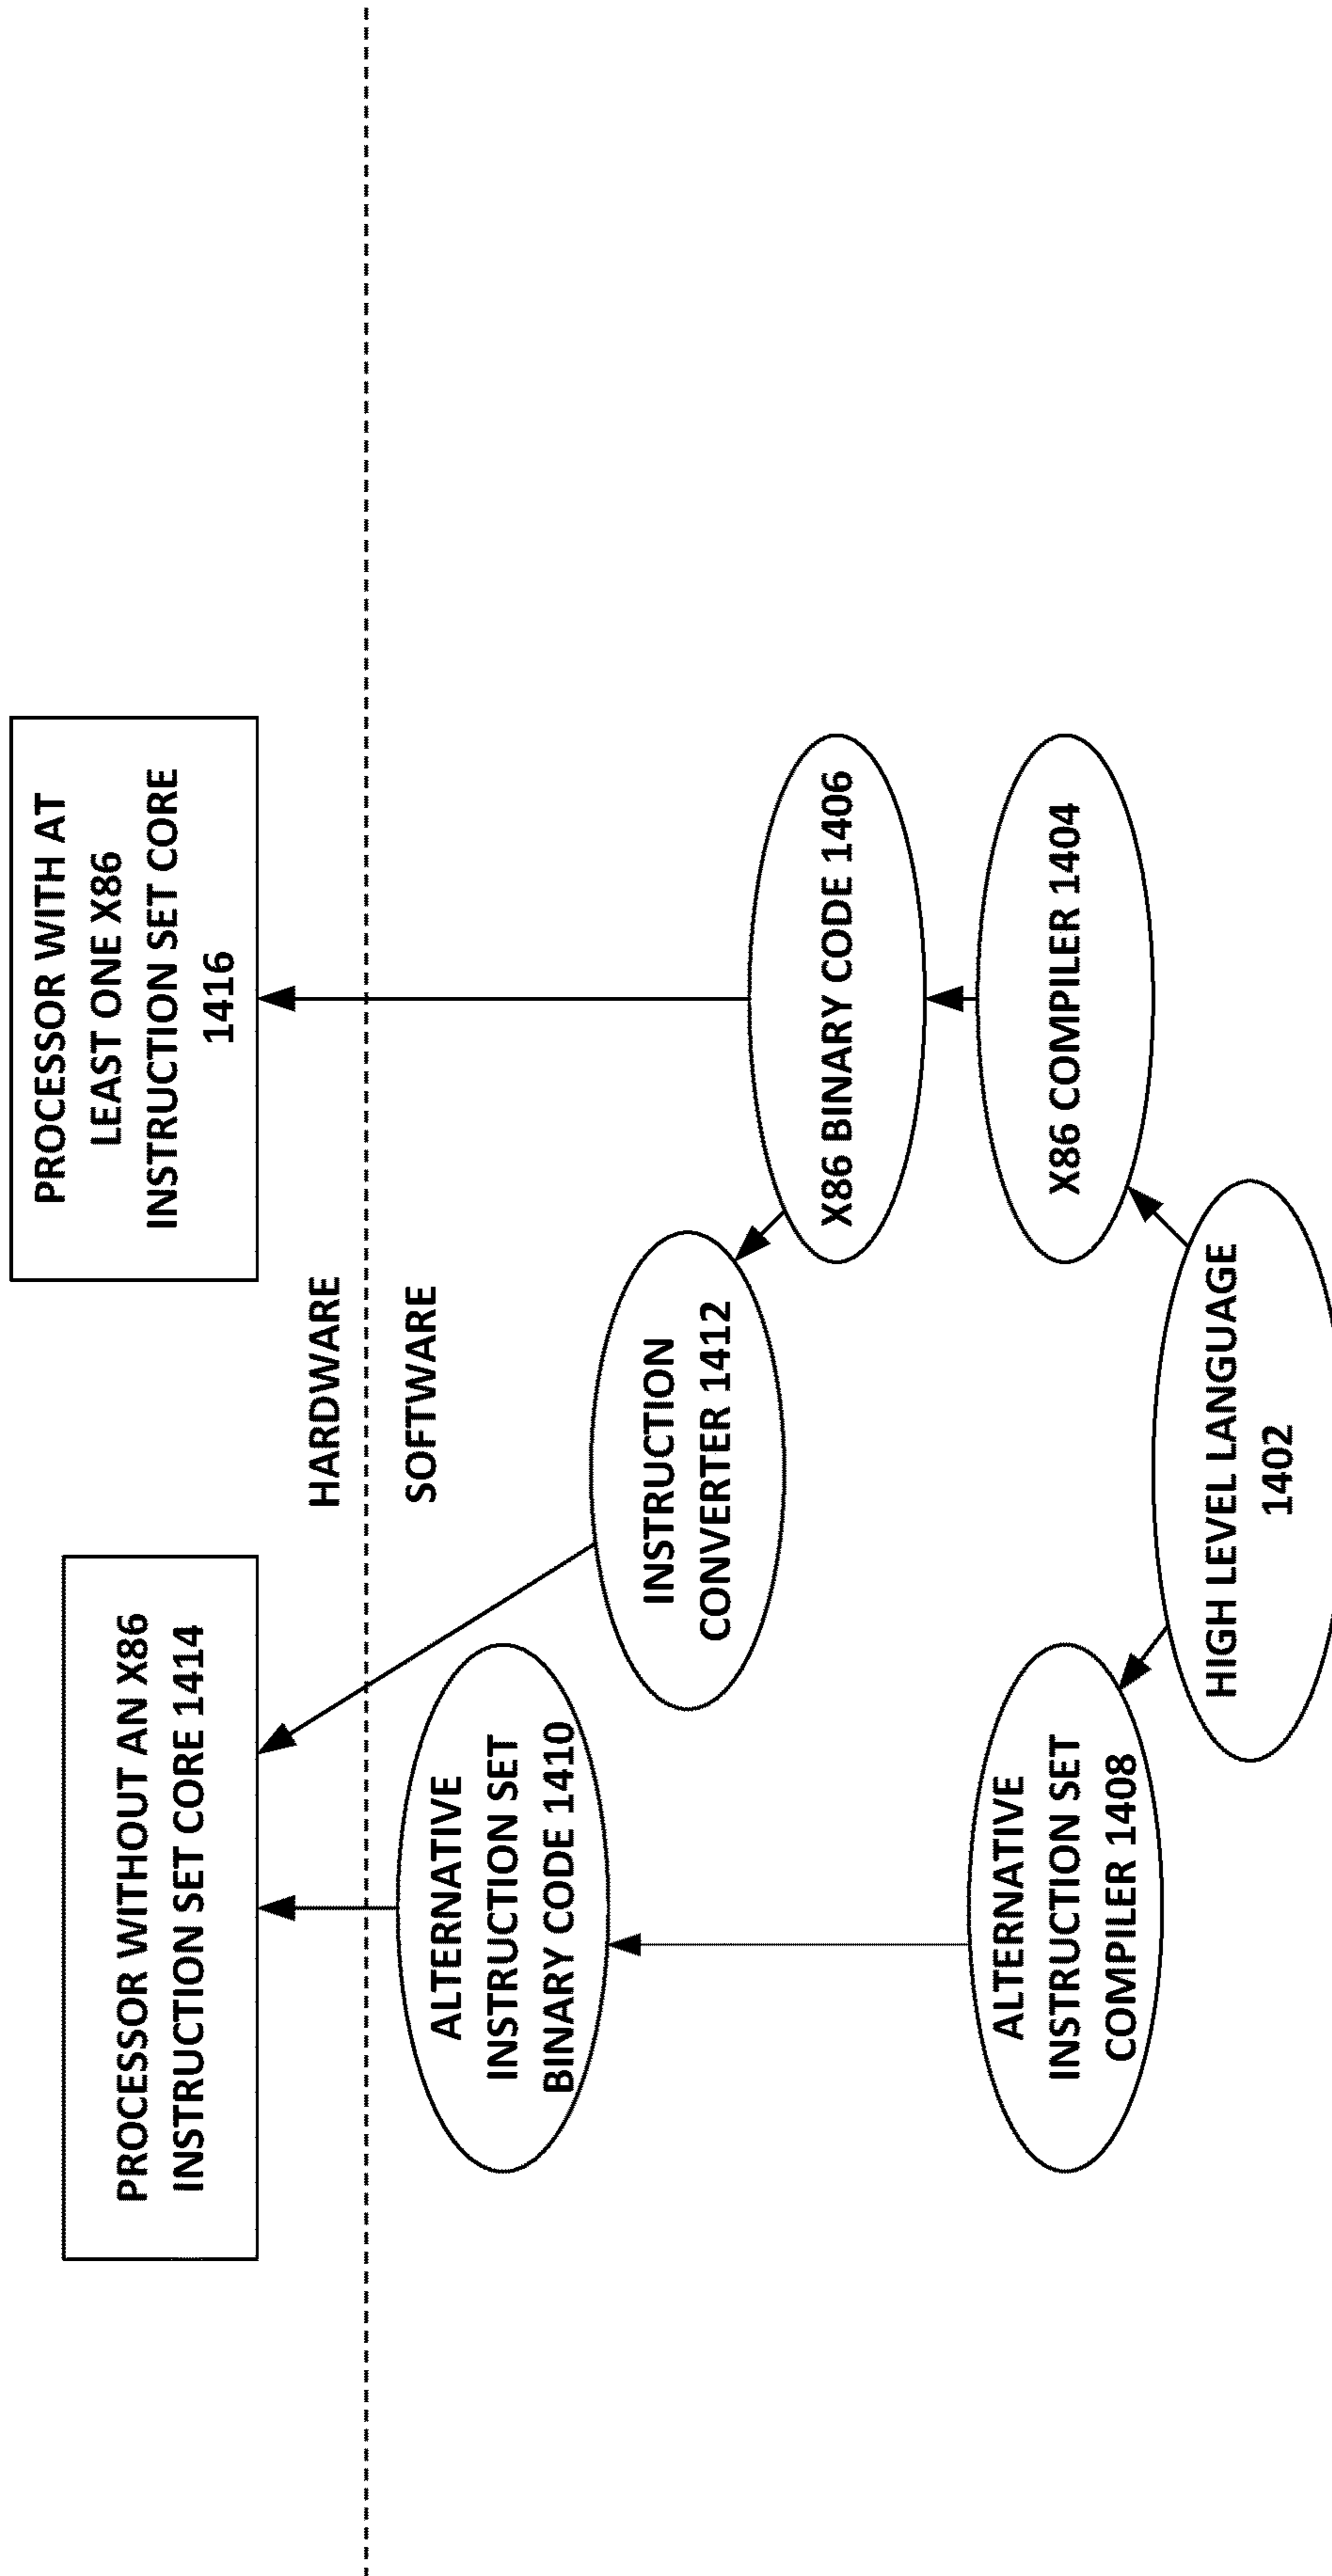 PROCESSOR WITH AT
LEAST ONE X86
INSTRUCTION SET CORE
1416
PROCESSOR WITHOUT AN X86
INSTRUCTION SET CORE 1414
HARDWARE
SOFTWARE
ALTERNATIVE
INSTRUCTION SET
BINARY CODE 1410
INSTRUCTION
CONVERTER 1412
X86 BINARY CODE 1406
ALTERNATIVE
INSTRUCTION SET
COMPILER 1408
X86 COMPILER 1404
HIGH LEVEL LANGUAGE
1402